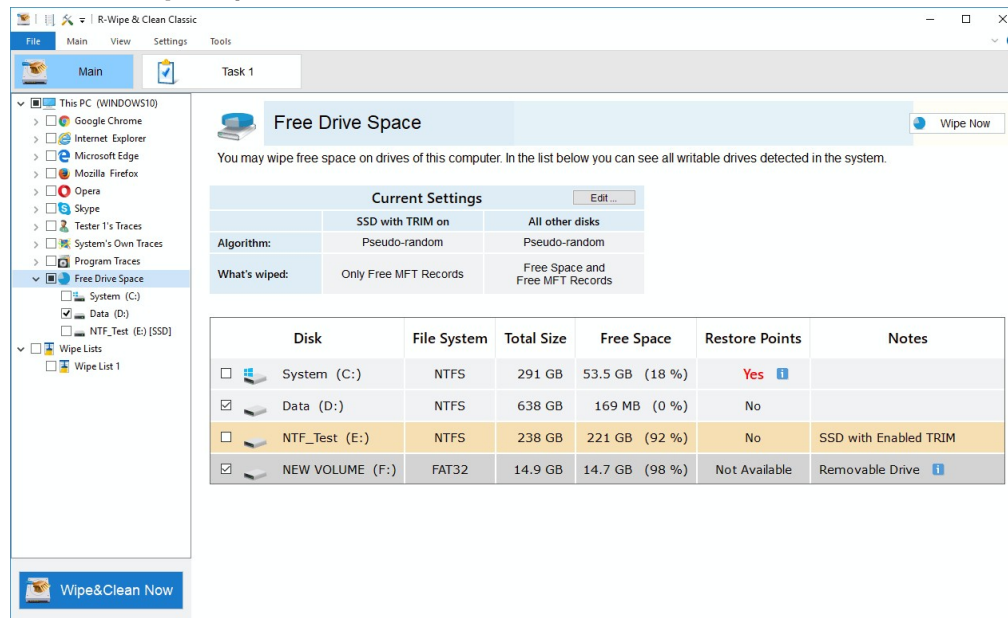 R-Wipe & Clean Classic
File Main View Settings Tools
Main Task 1
This PC (WINDOWS10)
Google Chrome
Internet Explorer
Microsoft Edge
Mozilla Firefox
Opera
Skype
Tester 1's Traces
System's Own Traces
Program Traces
Free Drive Space
System (C:)
Data (D:)
NTF_Test (E:) [SSD]
Wipe Lists
Wipe List 1
Wipe&Clean Now
Free Drive Space
Wipe Now
You may wipe free space on drives of this computer. In the list below you can see all writable drives detected in the system.
Current Settings Edit ...
SSD with TRIM on All other disks
Algorithm: Pseudo-random Pseudo-random
What's wiped: Only Free MFT Records Free Space and
Free MFT Records
Disk File System Total Size Free Space Restore Points Notes
System (C:) NTFS 291 GB 53.5 GB (18 %) Yes
Data (D:) NTFS 638 GB 169 MB (0 %) No
NTF_Test (E:) NTFS 238 GB 221 GB (92 %) No SSD with Enabled TRIM
NEW VOLUME (F:) FAT32 14.9 GB 14.7 GB (98 %) Not Available Removable Drive